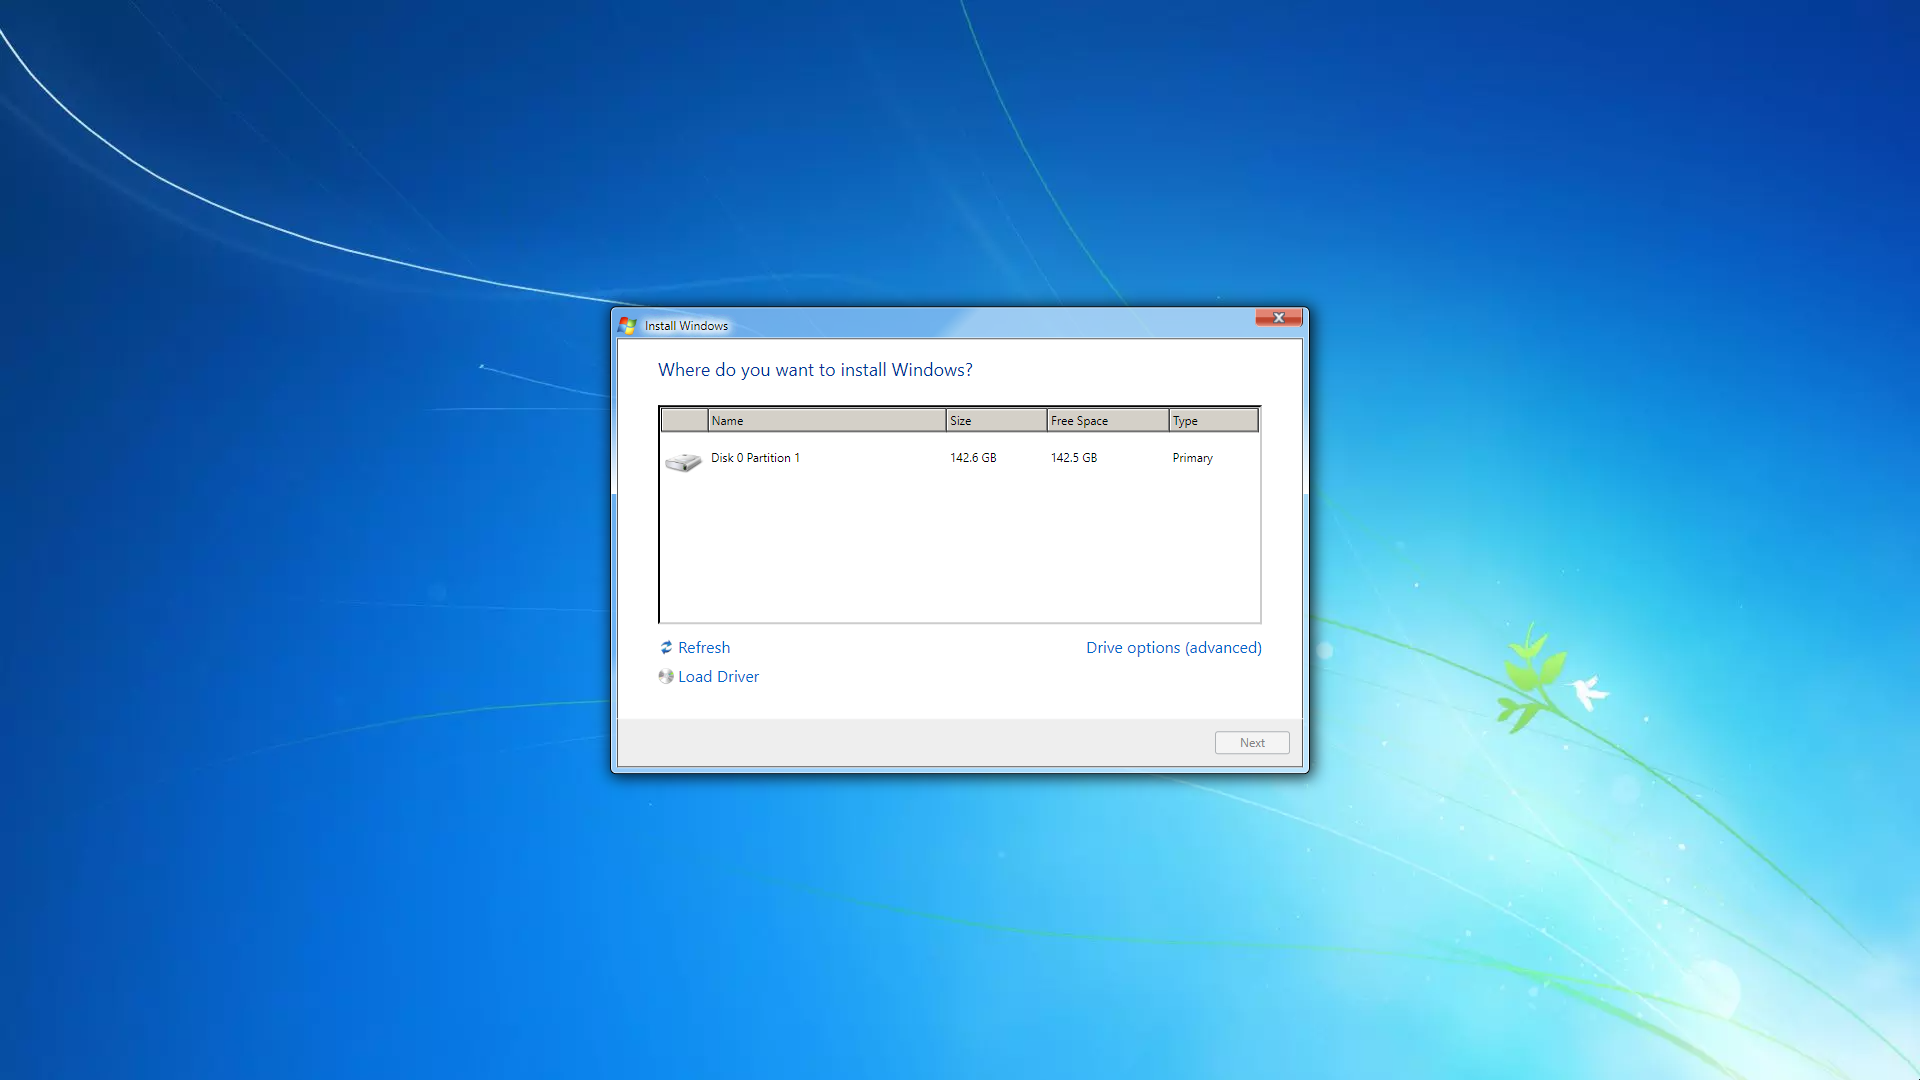 Install Windows
Where do you want to install Windows?
Name Size Free Space Type
Disk 0 Partition 1 142.6 GB 142.5 GB Primary
Refresh Drive options (advanced)
Load Driver
Next